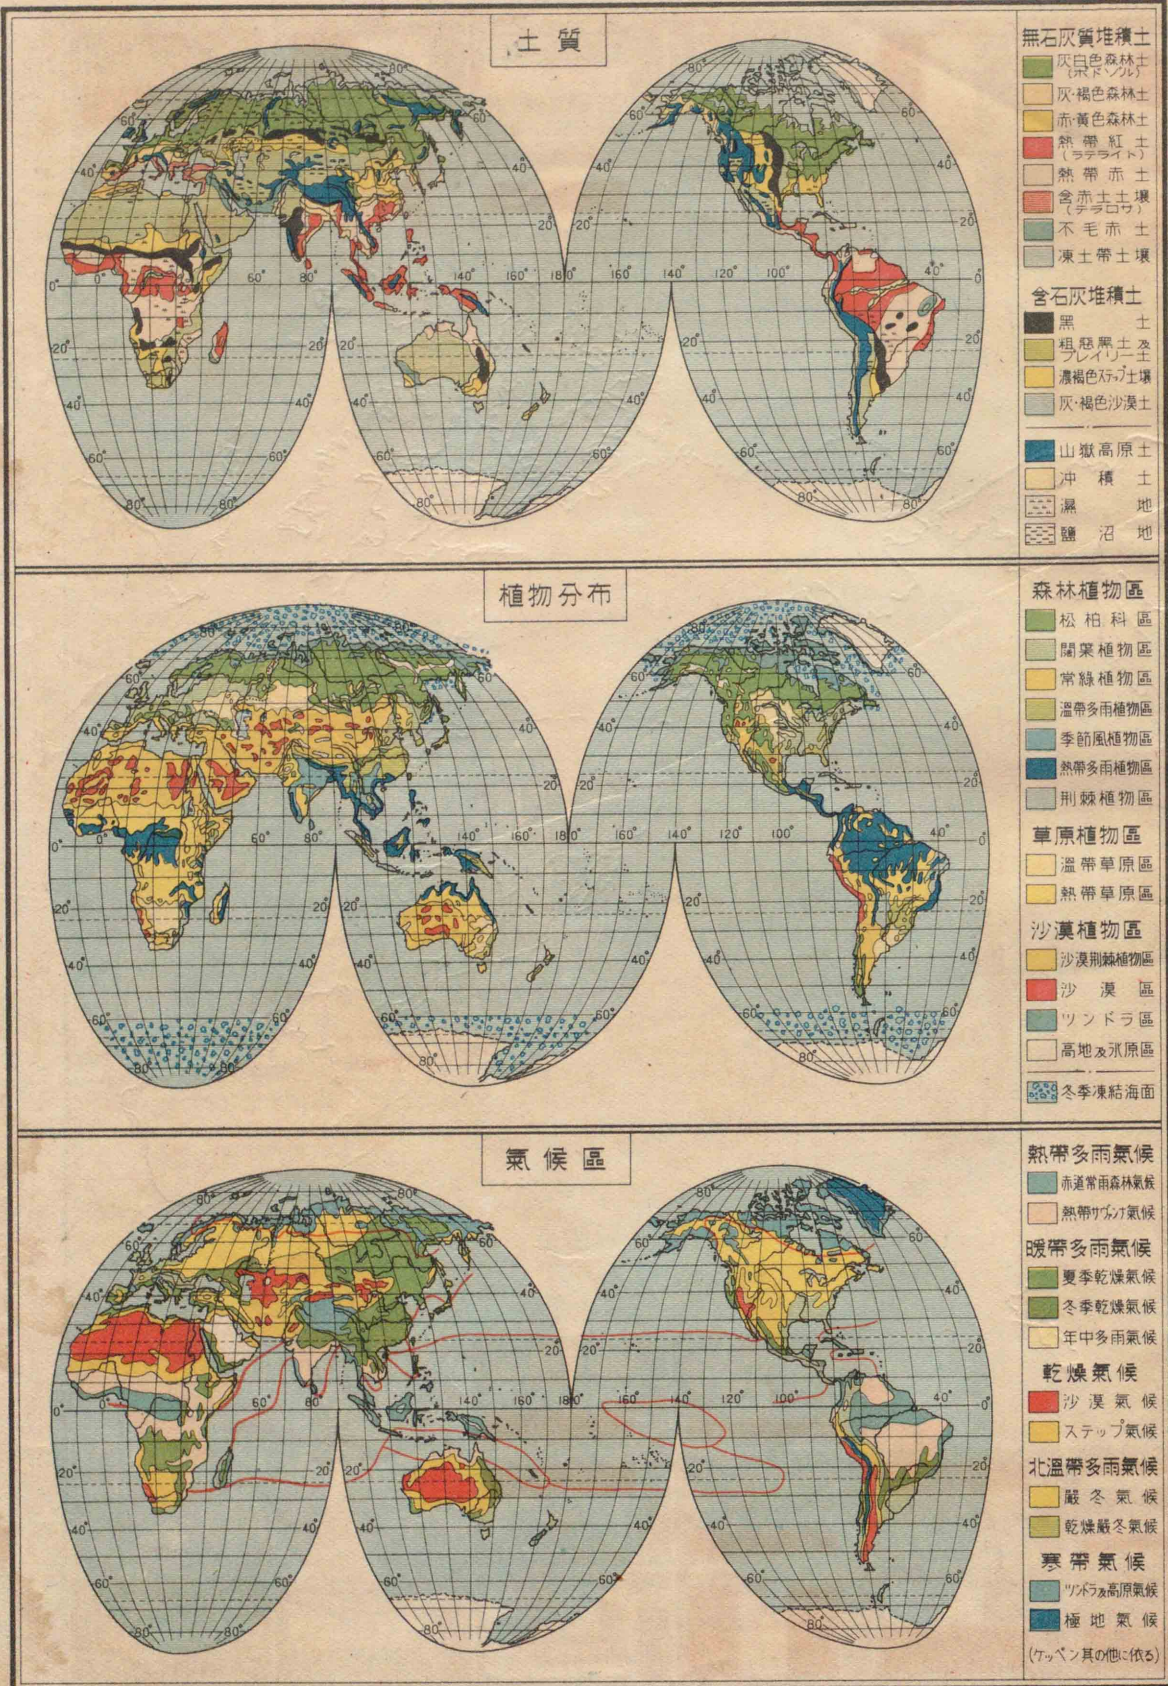 土質
無石灰質堆積土
灰白色森林土
(ポドソル)
灰・褐色森林土
赤・黃色森林土
熱帶紅土
(ラテライト)
熱帶赤土
含赤土土壤
(テラロサ)
不毛赤土
凍土帶土壤
含石灰堆積土
黑土
粗惡黑土及
プレイリー土
濃褐色ステップ土壤
灰・褐色沙漠土
山嶽高原土
冲積土
濕地
鹽沼地
植物分布
森林植物區
松柏科區
闊葉植物區
常綠植物區
溫帶多雨植物區
季節風植物區
熱帶多雨植物區
荆棘植物區
草原植物區
溫帶草原區
熱帶草原區
沙漠植物區
沙漠荆棘植物區
沙漠區
ツンドラ區
高地及氷原區
冬季凍結海面
氣候區
熱帶多雨氣候
赤道常雨森林氣候
熱帶サヴンナ氣候
暖帶多雨氣候
夏季乾燥氣候
冬季乾燥氣候
年中多雨氣候
乾燥氣候
沙漠氣候
ステップ氣候
北溫帶多雨氣候
嚴冬氣候
乾燥嚴冬氣候
寒帶氣候
ツンドラ及高原氣候
極地氣候
(ケッペン其の他に依る)